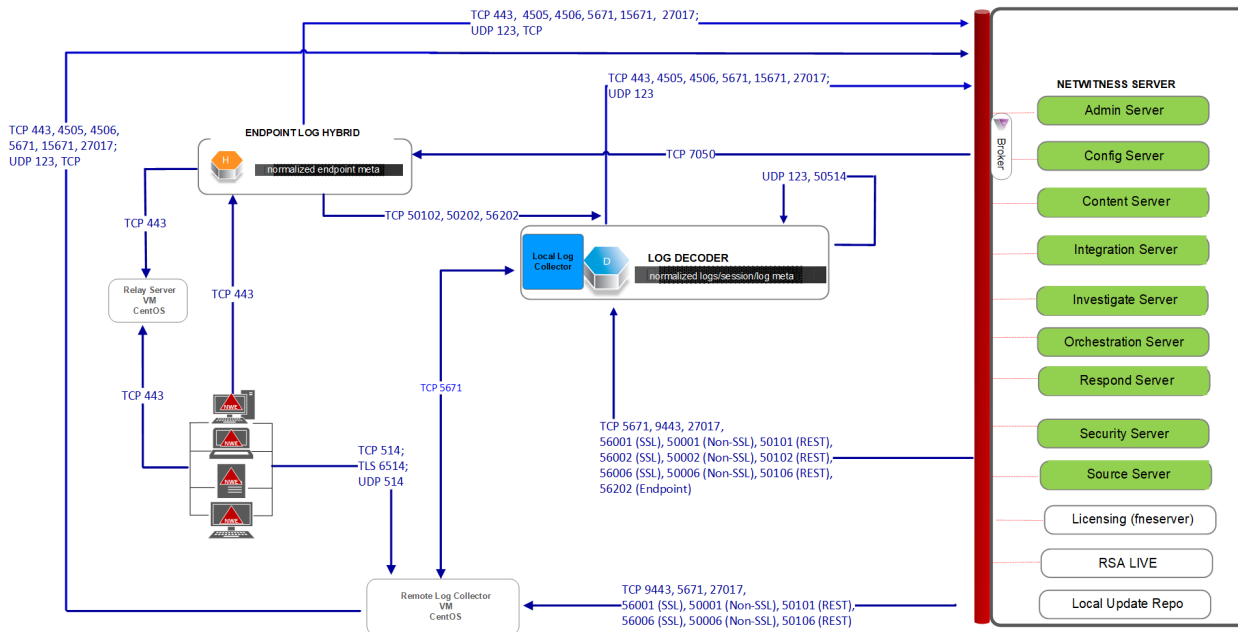 TCP 443, 4505, 4506, 5671, 15671, 27017;
UDP 123, TCP
TCP 443, 4505, 4506, 5671, 15671, 27017;
UDP 123
NETWITNESS SERVER
Admin Server
Broker
Config Server
Content Server
Integration Server
Investigate Server
Orchestration Server
Respond Server
Security Server
Source Server
Licensing (fneserver)
RSA LIVE
Local Update Repo
TCP 443, 4505, 4506,
5671, 15671, 27017;
UDP 123, TCP
ENDPOINT LOG HYBRID
H
normalized endpoint meta
TCP 7050
UDP 123, 50514
TCP 443
TCP 50102, 50202, 56202
Local Log
Collector
D
LOG DECODER
normalized logs/session/log meta
Relay Server
VM
CentOS
TCP 443
TCP 443
TCP 5671
NWE
NWE
NWE
NWE
TCP 514;
TLS 6514;
UDP 514
TCP 5671, 9443, 27017,
56001 (SSL), 50001 (Non-SSL), 50101 (REST),
56002 (SSL), 50002 (Non-SSL), 50102 (REST),
56006 (SSL), 50006 (Non-SSL), 50106 (REST),
56202 (Endpoint)
Remote Log Collector
VM
CentOS
TCP 9443, 5671, 27017,
56001 (SSL), 50001 (Non-SSL), 50101 (REST),
56006 (SSL), 50006 (Non-SSL), 50106 (REST)